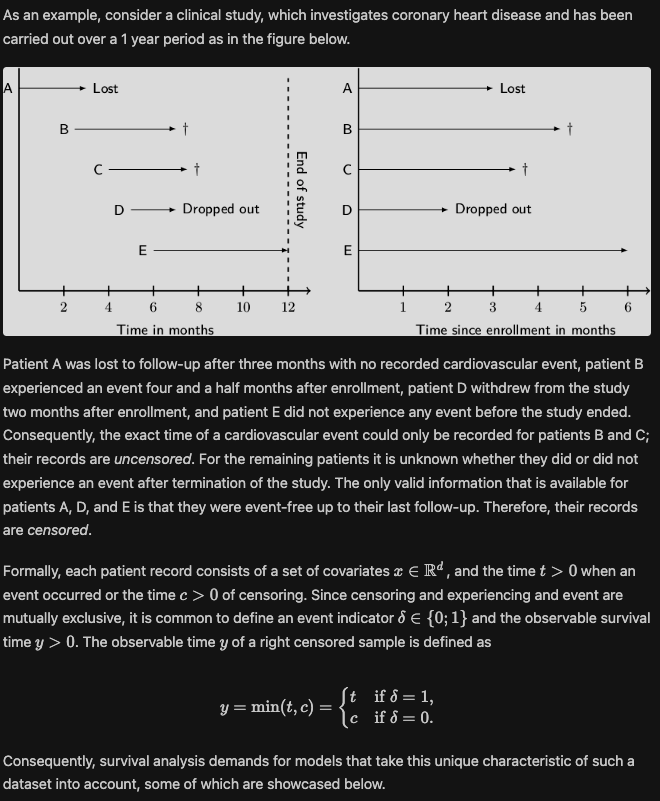 As an example, consider a clinical study, which investigates coronary heart disease and has been
carried out over a 1 year period as in the figure below.
A Lost
B †
C †
D Dropped out
E
End of study
2 4 6 8 10 12
Time in months
A Lost
B †
C †
D Dropped out
E
1 2 3 4 5 6
Time since enrollment in months
Patient A was lost to follow-up after three months with no recorded cardiovascular event, patient B
experienced an event four and a half months after enrollment, patient D withdrew from the study
two months after enrollment, and patient E did not experience any event before the study ended.
Consequently, the exact time of a cardiovascular event could only be recorded for patients B and C;
their records are uncensored. For the remaining patients it is unknown whether they did or did not
experience an event after termination of the study. The only valid information that is available for
patients A, D, and E is that they were event-free up to their last follow-up. Therefore, their records
are censored.
Formally, each patient record consists of a set of covariates x ∈ ℝᵈ , and the time t > 0 when an
event occurred or the time c > 0 of censoring. Since censoring and experiencing and event are
mutually exclusive, it is common to define an event indicator δ ∈ {0; 1} and the observable survival
time y > 0. The observable time y of a right censored sample is defined as
y = min(t, c) = { t if δ = 1,
c if δ = 0.
Consequently, survival analysis demands for models that take this unique characteristic of such a
dataset into account, some of which are showcased below.